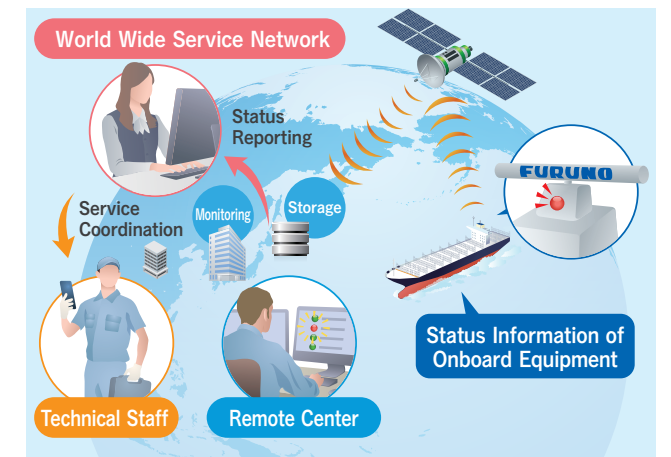 World Wide Service Network
Status
Reporting
FURUNO
Service
Coordination
Monitoring
Storage
Status Information of
Onboard Equipment
Technical Staff
Remote Center